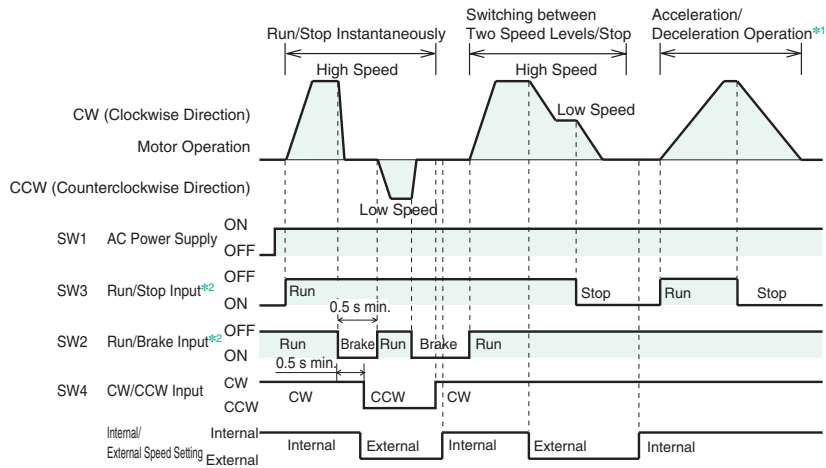 Run/Stop Instantaneously
Switching between
Two Speed Levels/Stop
Acceleration/
Deceleration Operation*1
High Speed
High Speed
Low Speed
CW (Clockwise Direction)
Motor Operation
CCW (Counterclockwise Direction)
Low Speed
SW1 AC Power Supply ON
OFF
SW3 Run/Stop Input*2 OFF
ON
Run Stop Run Stop
0.5 s min.
SW2 Run/Brake Input*2 OFF
ON
Run Brake Run Brake Run
0.5 s min.
SW4 CW/CCW Input CW
CCW
CW CCW CW
Internal/
External Speed Setting
Internal
External
Internal External Internal External Internal